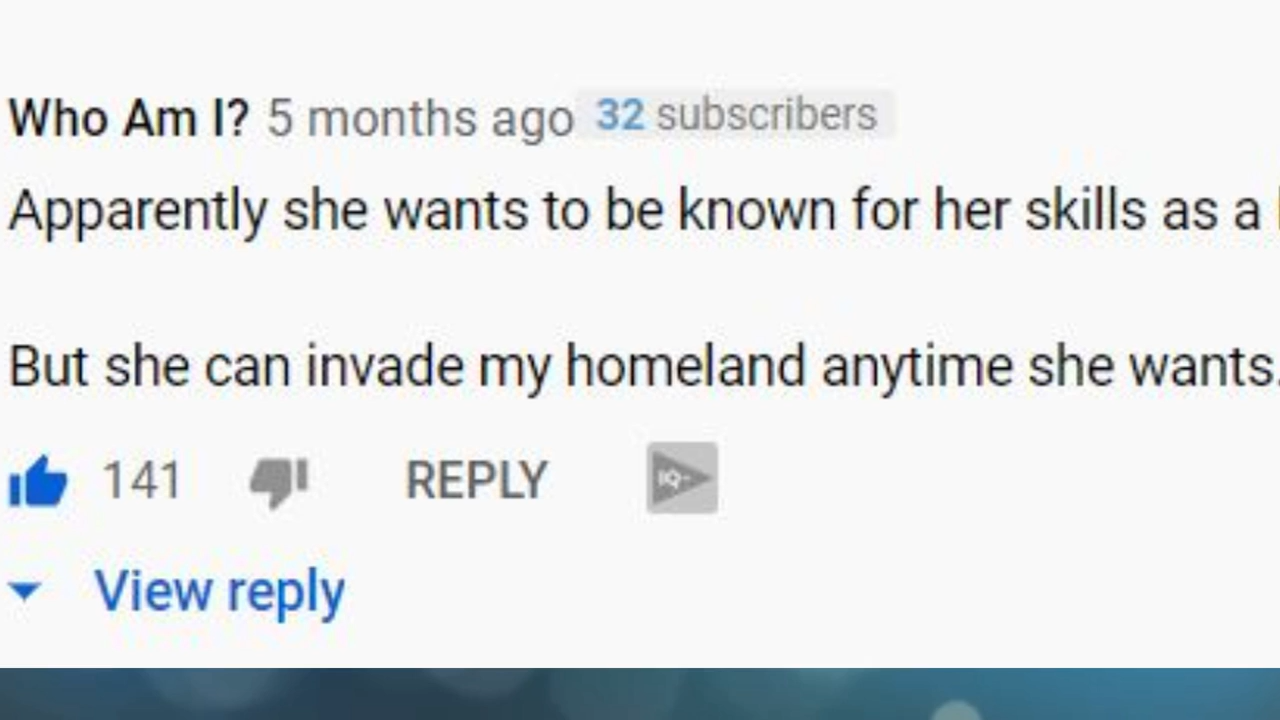 Who Am I? 5 months ago 32 subscribers
Apparently she wants to be known for her skills as a
But she can invade my homeland anytime she wants.
141 REPLY IQ-
View reply